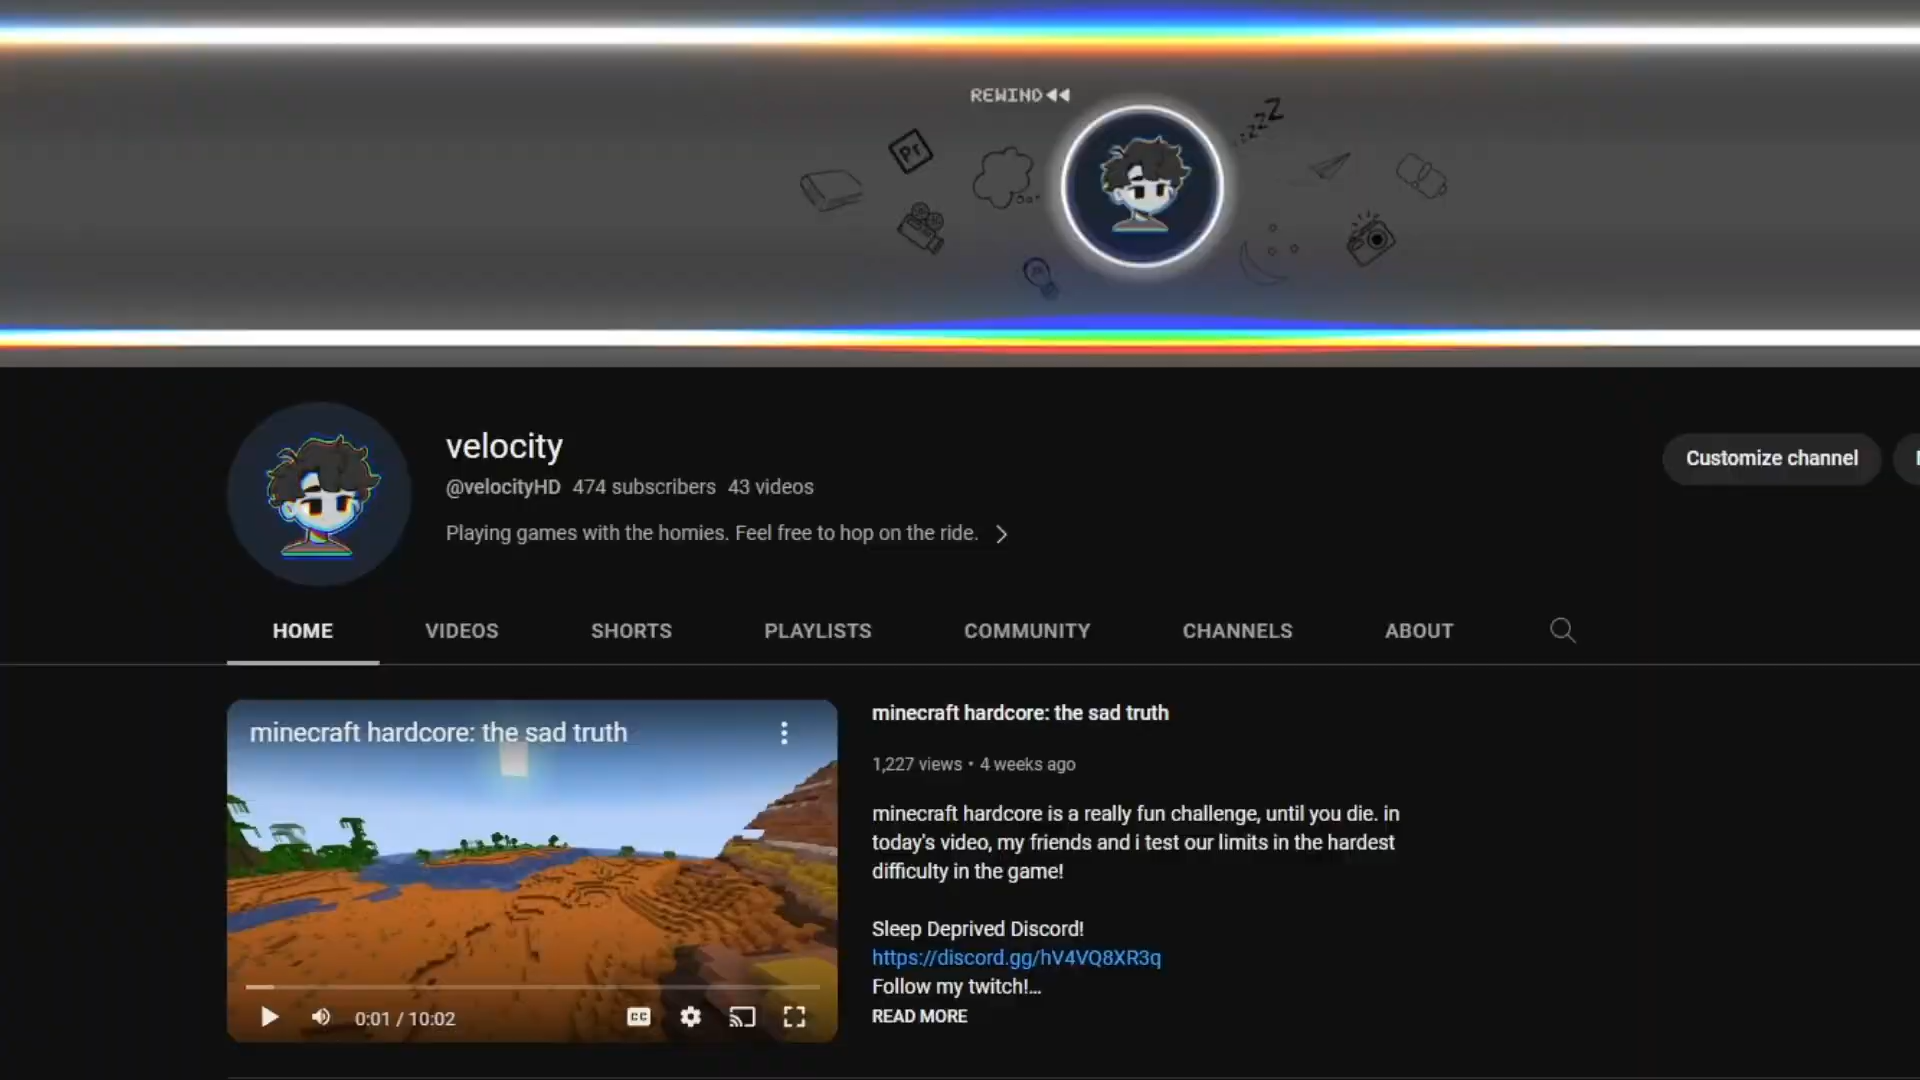 REWIND
Pr
zzzZ
velocity
@velocityHD 474 subscribers 43 videos
Customize channel
Playing games with the homies. Feel free to hop on the ride.
HOME VIDEOS SHORTS PLAYLISTS COMMUNITY CHANNELS ABOUT
minecraft hardcore: the sad truth
0:01 / 10:02
CC
minecraft hardcore: the sad truth
1,227 views • 4 weeks ago
minecraft hardcore is a really fun challenge, until you die. in
today's video, my friends and i test our limits in the hardest
difficulty in the game!
Sleep Deprived Discord!
https://discord.gg/hV4VQ8XR3q
Follow my twitch!...
READ MORE